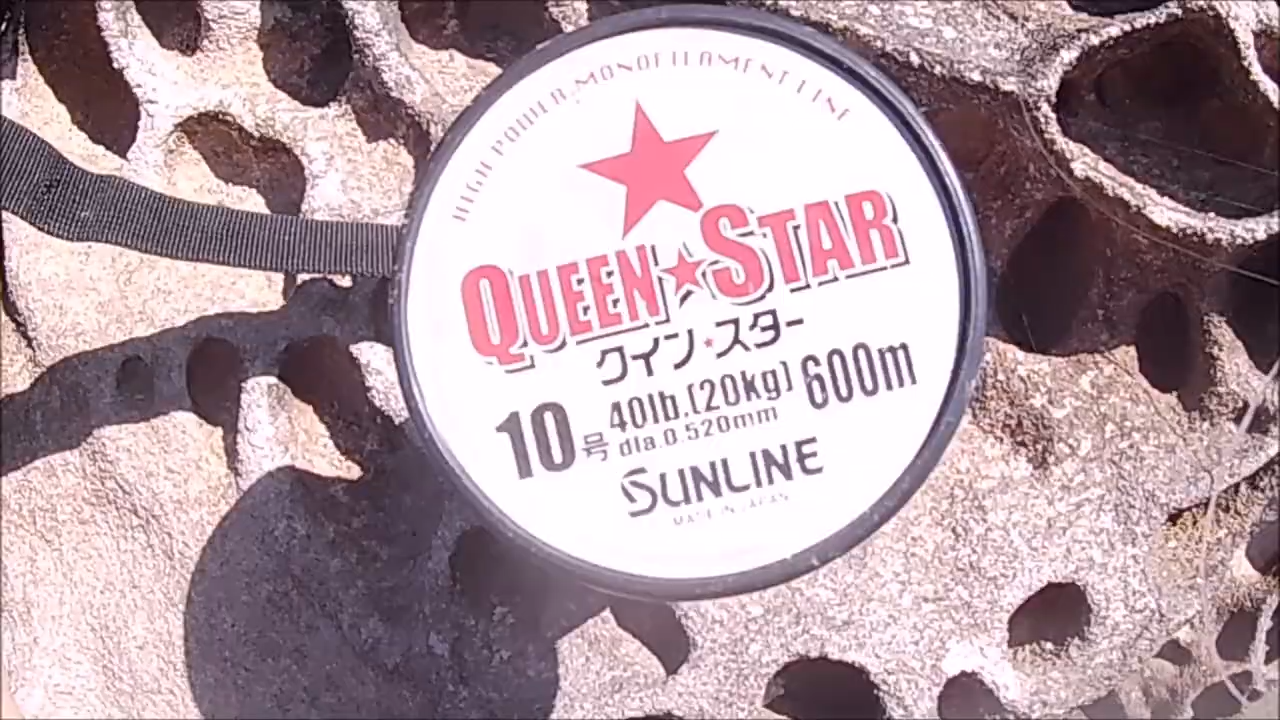 HIGH POWER MONOFILAMENT LINE
QUEEN★STAR
クイン★スター
10号 40lb.[20kg] 600m
dia.0.520mm
SUNLINE
MADE IN JAPAN